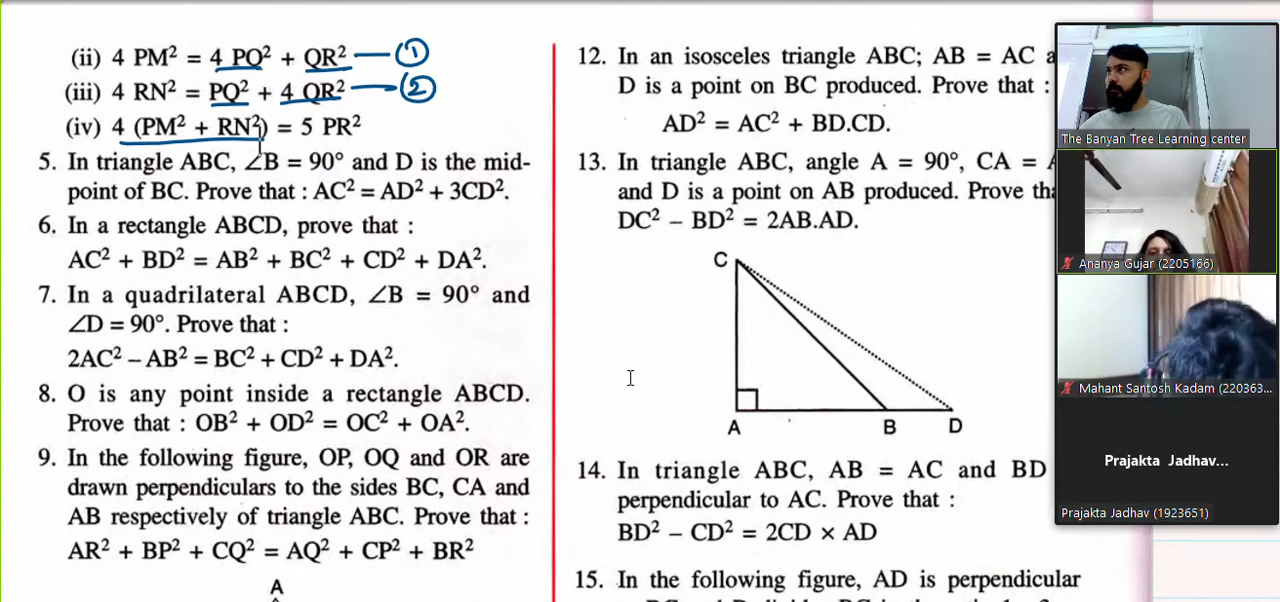 (ii) 4 PM² = 4 PQ² + QR² — ①
(iii) 4 RN² = PQ² + 4 QR² — ②
(iv) 4 (PM² + RN²) = 5 PR²
5. In triangle ABC, ∠B = 90° and D is the mid-
point of BC. Prove that : AC² = AD² + 3CD².
6. In a rectangle ABCD, prove that :
AC² + BD² = AB² + BC² + CD² + DA².
7. In a quadrilateral ABCD, ∠B = 90° and
∠D = 90°. Prove that :
2AC² – AB² = BC² + CD² + DA².
8. O is any point inside a rectangle ABCD.
Prove that : OB² + OD² = OC² + OA².
9. In the following figure, OP, OQ and OR are
drawn perpendiculars to the sides BC, CA and
AB respectively of triangle ABC. Prove that :
AR² + BP² + CQ² = AQ² + CP² + BR²
A
12. In an isosceles triangle ABC; AB = AC a
D is a point on BC produced. Prove that :
AD² = AC² + BD.CD.
13. In triangle ABC, angle A = 90°, CA =
and D is a point on AB produced. Prove tha
DC² – BD² = 2AB.AD.
C
A B D
14. In triangle ABC, AB = AC and BD
perpendicular to AC. Prove that :
BD² – CD² = 2CD × AD
15. In the following figure, AD is perpendicular
The Banyan Tree Learning center
Ananya Gujar (2205166)
Mahant Santosh Kadam (220363...
Prajakta Jadhav...
Prajakta Jadhav (1923651)